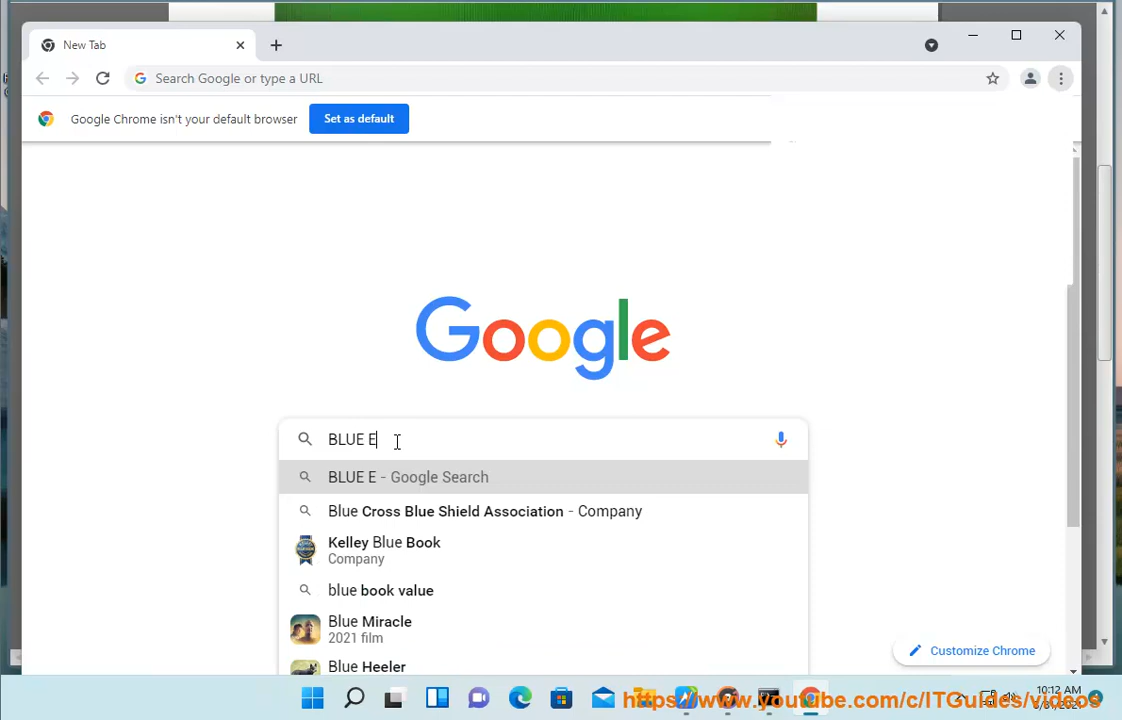 New Tab
Search Google or type a URL
Google Chrome isn't your default browser
Set as default
Google
BLUE E
BLUE E - Google Search
Blue Cross Blue Shield Association - Company
Kelley Blue Book
Company
blue book value
Blue Miracle
2021 film
Blue Heeler
Customize Chrome
10:12 AM
https://www.youtube.com/c/ITGuides/videos